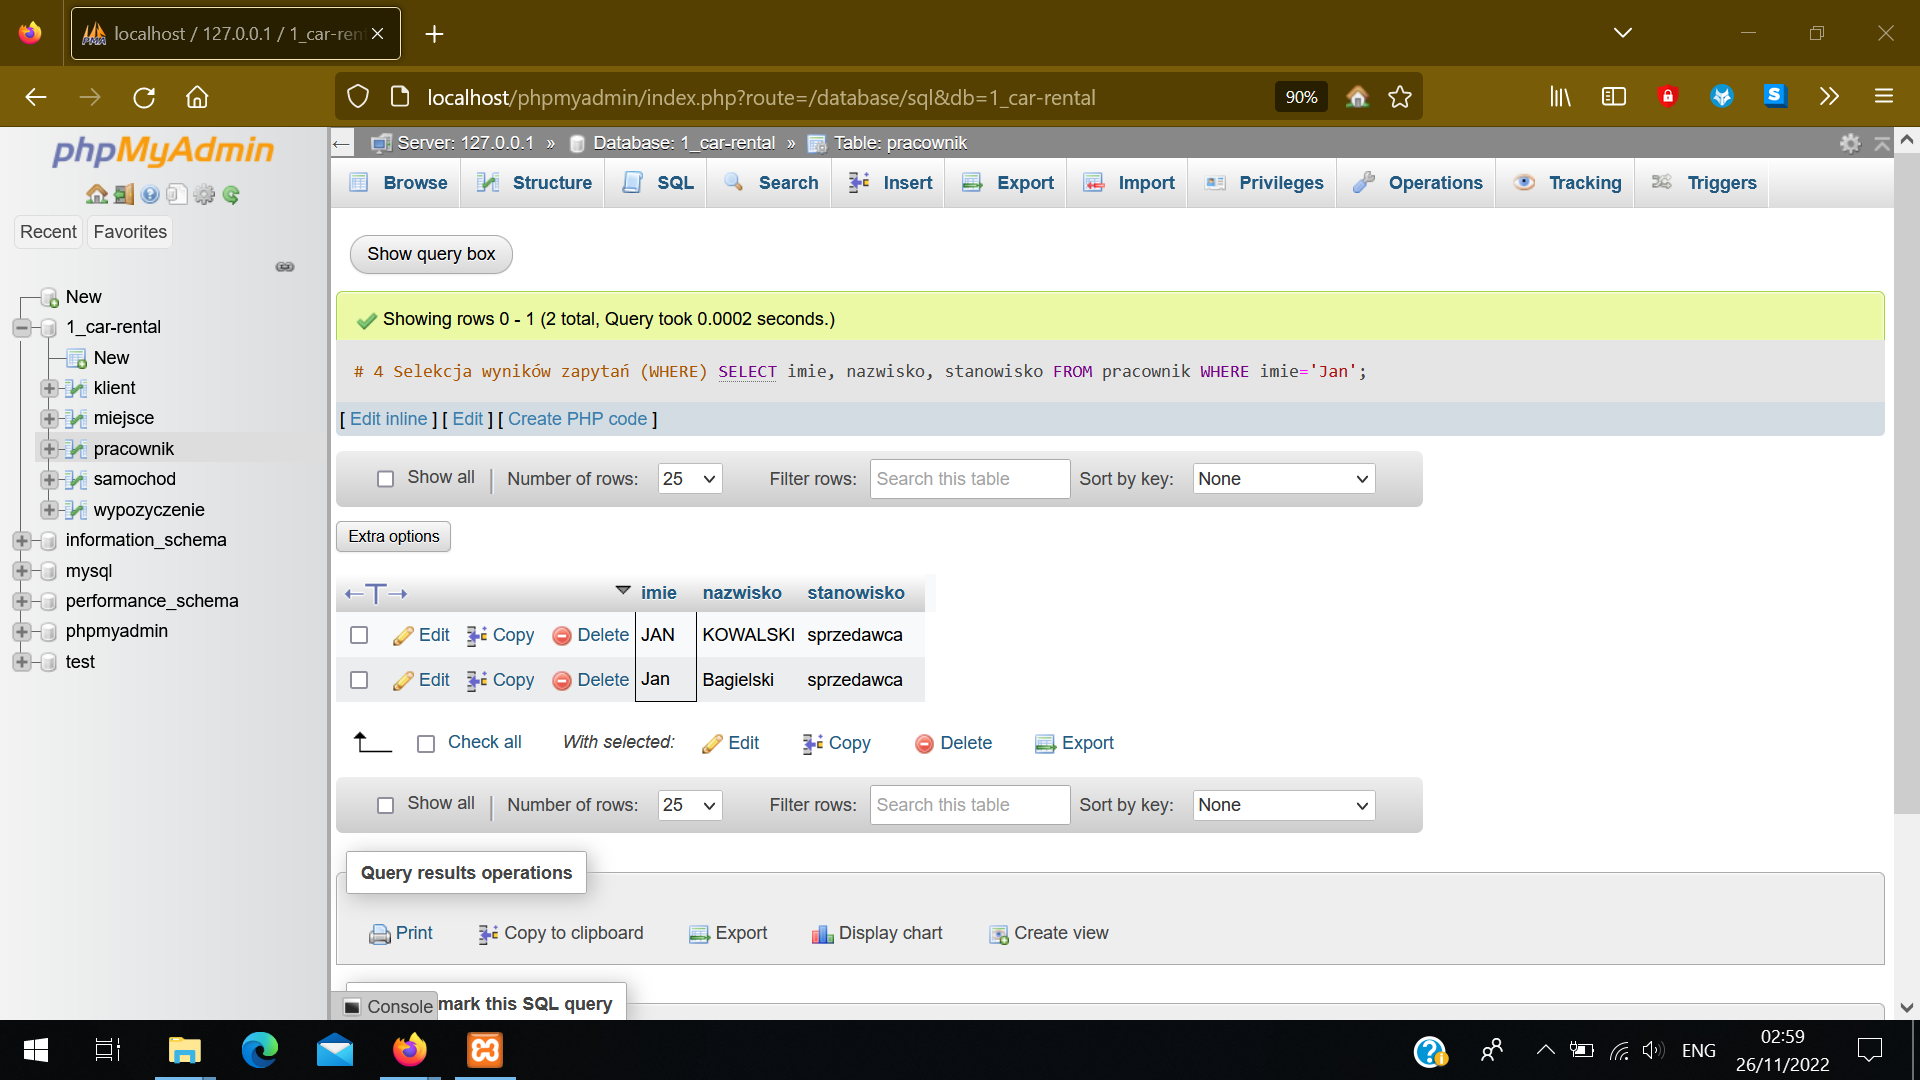 localhost / 127.0.0.1 / 1_car-ren
localhost/phpmyadmin/index.php?route=/database/sql&db=1_car-rental
90%
phpMyAdmin
Recent
Favorites
New
1_car-rental
New
klient
miejsce
pracownik
samochod
wypozyczenie
information_schema
mysql
performance_schema
phpmyadmin
test
Server: 127.0.0.1 » Database: 1_car-rental » Table: pracownik
Browse
Structure
SQL
Search
Insert
Export
Import
Privileges
Operations
Tracking
Triggers
Show query box
Showing rows 0 - 1 (2 total, Query took 0.0002 seconds.)
# 4 Selekcja wyników zapytań (WHERE) SELECT imie, nazwisko, stanowisko FROM pracownik WHERE imie='Jan';
[ Edit inline ] [ Edit ] [ Create PHP code ]
Show all
Number of rows: 25
Filter rows: Search this table
Sort by key: None
Extra options
imie nazwisko stanowisko
Edit Copy Delete JAN KOWALSKI sprzedawca
Edit Copy Delete Jan Bagielski sprzedawca
Check all With selected: Edit Copy Delete Export
Show all
Number of rows: 25
Filter rows: Search this table
Sort by key: None
Query results operations
Print
Copy to clipboard
Export
Display chart
Create view
Console
mark this SQL query
ENG
02:59
26/11/2022